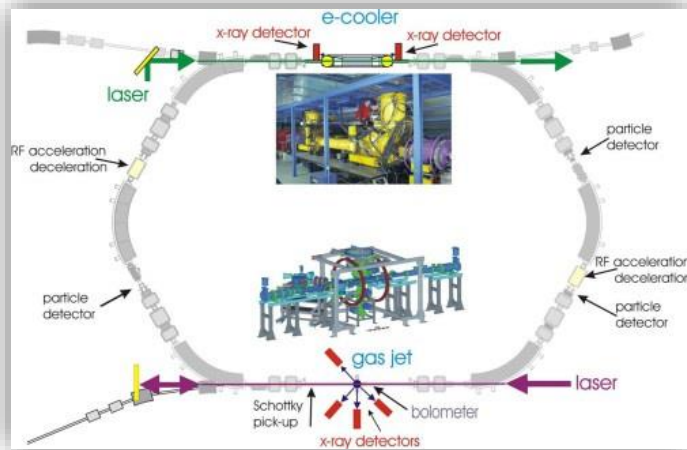 e-cooler
x-ray detector
x-ray detector
laser
RF acceleration
deceleration
particle
detector
particle
detector
RF acceleration
deceleration
particle
detector
gas jet
laser
Schottky
pick-up
bolometer
x-ray detectors